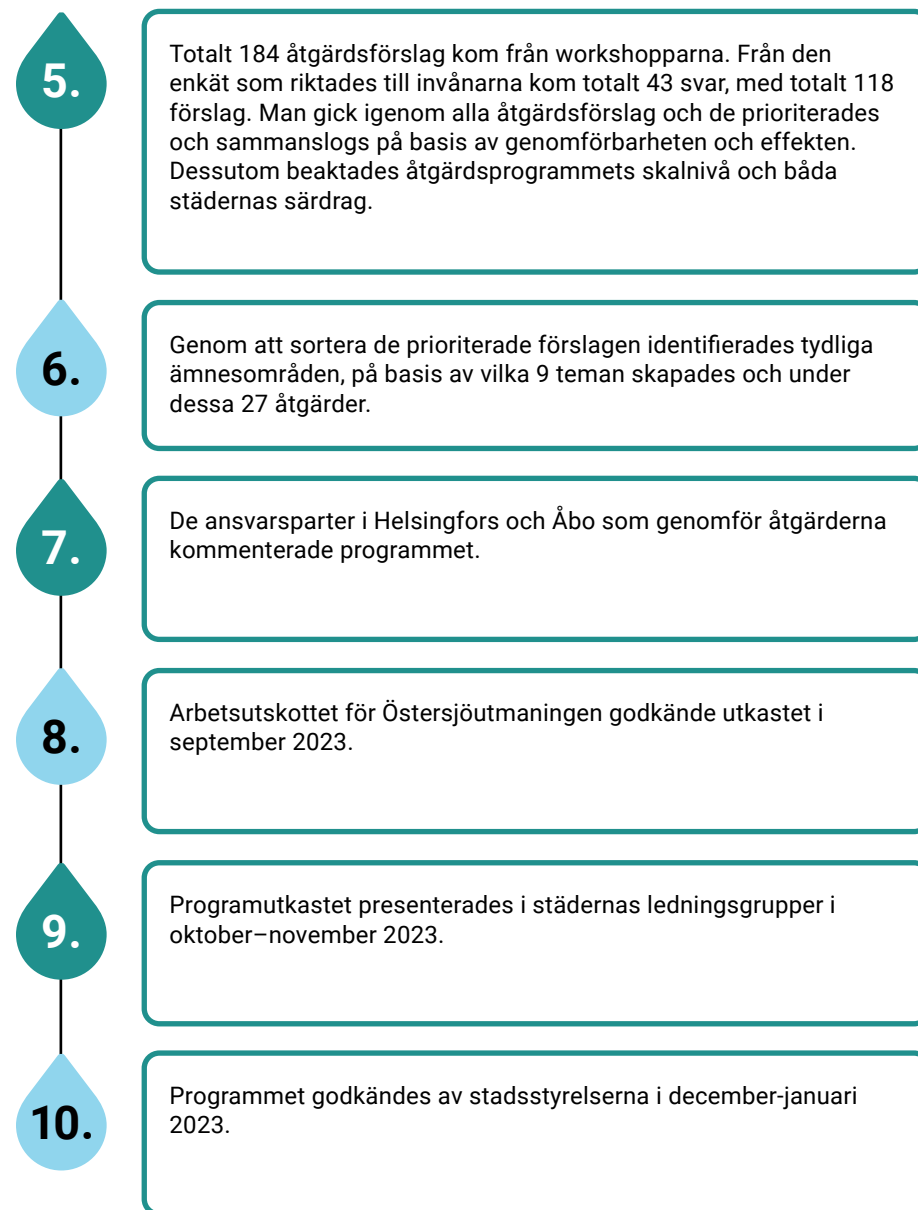 5.
Totalt 184 åtgärdsförslag kom från workshopparna. Från den
enkät som riktades till invånarna kom totalt 43 svar, med totalt 118
förslag. Man gick igenom alla åtgärdsförslag och de prioriterades
och sammanslogs på basis av genomförbarheten och effekten.
Dessutom beaktades åtgärdsprogrammets skalnivå och båda
städernas särdrag.
6.
Genom att sortera de prioriterade förslagen identifierades tydliga
ämnesområden, på basis av vilka 9 teman skapades och under
dessa 27 åtgärder.
7.
De ansvarsparter i Helsingfors och Åbo som genomför åtgärderna
kommenterade programmet.
8.
Arbetsutskottet för Östersjöutmaningen godkände utkastet i
september 2023.
9.
Programutkastet presenterades i städernas ledningsgrupper i
oktober–november 2023.
10.
Programmet godkändes av stadsstyrelserna i december-januari
2023.